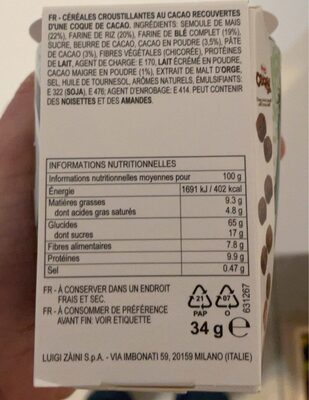 FR - CÉRÉALES CROUSTILLANTES AU CACAO RECOUVERTES
D'UNE COQUE DE CACAO. INGRÉDIENTS: SEMOULE DE MAIS
(22%), FARINE DE RIZ (20%), FARINE DE BLÉ COMPLET (19%),
SUCRE, BEURRE DE CACAO, CACAO EN POUDRE (3,5%), PÂTE
DE CACAO (3%), FIBRES VÉGÉTALES (CHICORÉE), PROTÉINES
DE LAIT, AGENT DE CHARGE: E 170, LAIT ÉCRÉMÉ EN POUDRE,
CACAO MAIGRE EN POUDRE (1%), EXTRAIT DE MALT D'ORGE,
SEL, HUILE DE TOURNESOL, ARÔMES NATURELS, ÉMULSIFIANTS:
E 322 (SOJA), E 476; AGENT D'ENROBAGE: E 414. PEUT CONTENIR
DES NOISETTES ET DES AMANDES.
INFORMATIONS NUTRITIONNELLES
Informations nutritionnelles moyennes pour 100 g
Énergie 1691 kJ / 402 kcal
Matières grasses 9.3 g
dont acides gras saturés 4.8 g
Glucides 65 g
dont sucres 17 g
Fibres alimentaires 7.8 g
Protéines 9.9 g
Sel 0.47 g
FR - À CONSERVER DANS UN ENDROIT
FRAIS ET SEC.
FR - À CONSOMMER DE PRÉFÉRENCE
AVANT FIN: VOIR ETIQUETTE
21
PAP
07
O
631267
34 g e
LUIGI ZÀINI S.p.A. - VIA IMBONATI 59, 20159 MILANO (ITALIE)